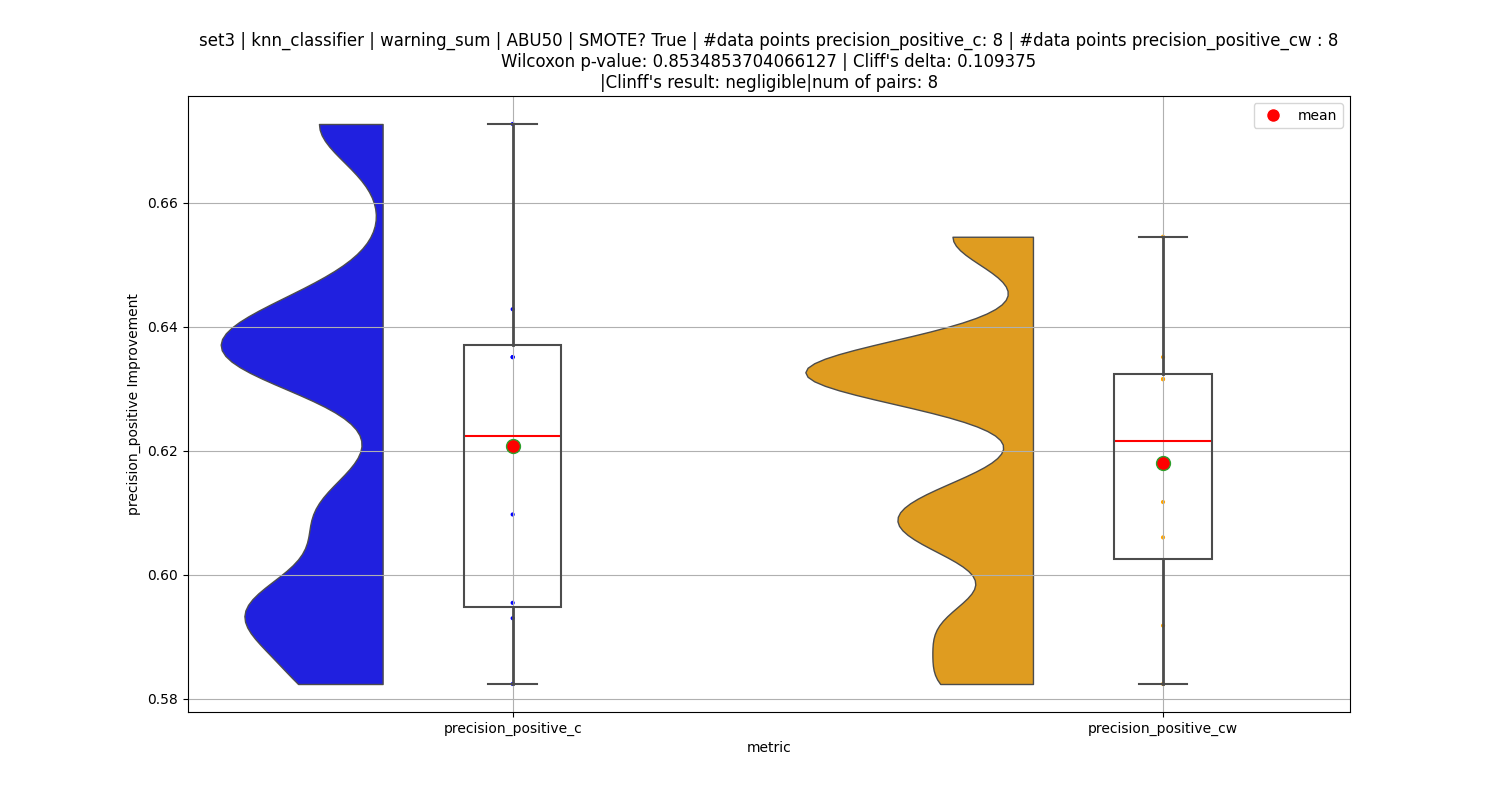 set3 | knn_classifier | warning_sum | ABU50 | SMOTE? True | #data points precision_positive_c: 8 | #data points precision_positive_cw : 8
Wilcoxon p-value: 0.8534853704066127 | Cliff's delta: 0.109375
|Clinff's result: negligible|num of pairs: 8
mean
precision_positive Improvement
0.66
0.64
0.62
0.60
0.58
precision_positive_c
precision_positive_cw
metric